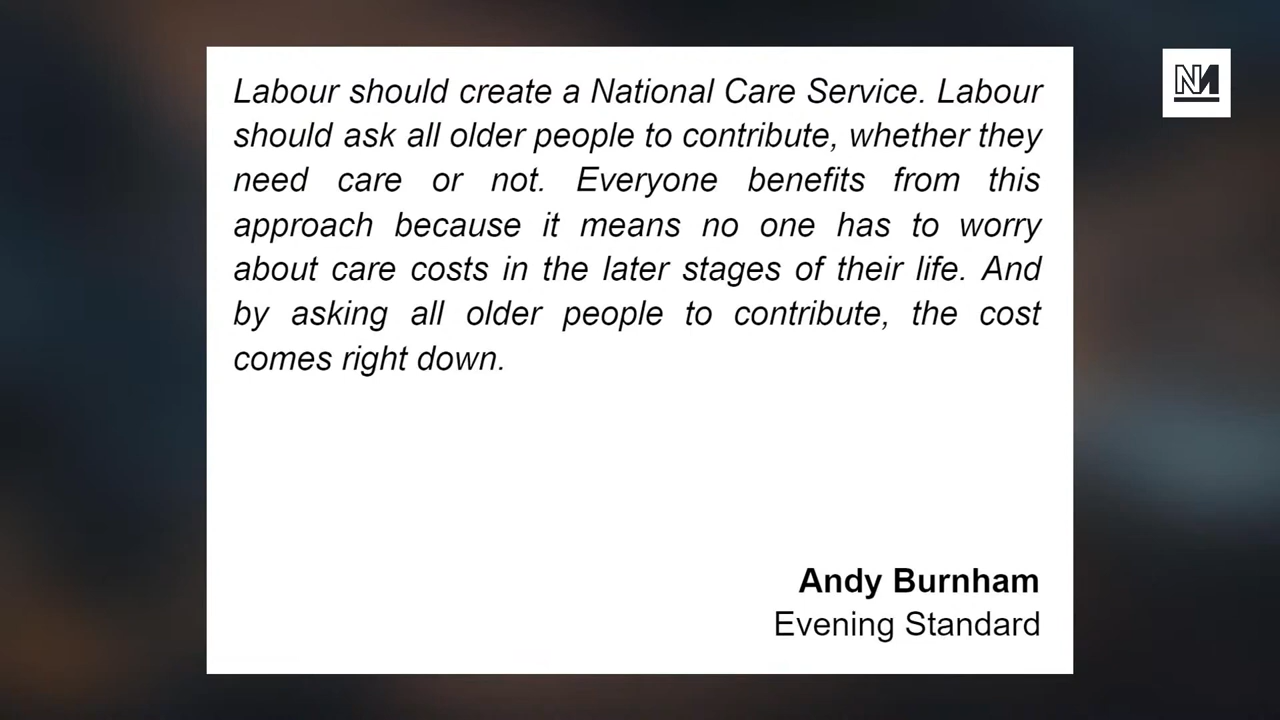 Labour should create a National Care Service. Labour
should ask all older people to contribute, whether they
need care or not. Everyone benefits from this
approach because it means no one has to worry
about care costs in the later stages of their life. And
by asking all older people to contribute, the cost
comes right down.
Andy Burnham
Evening Standard
NM